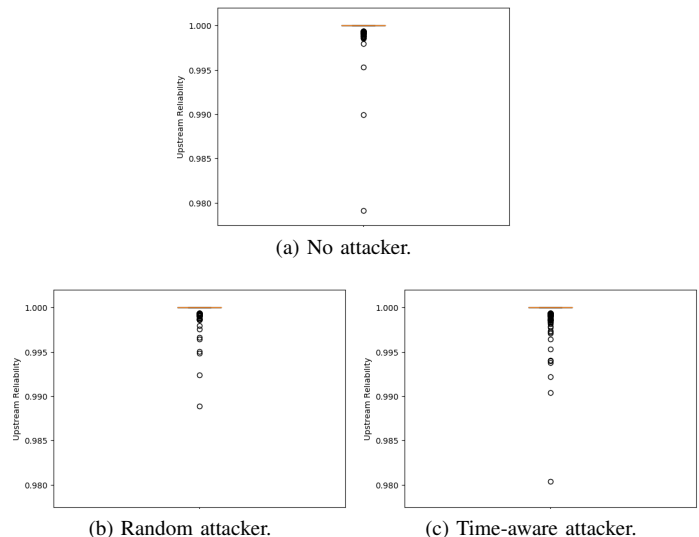 1.000
0.995
0.990
0.985
0.980
Upstream Reliability
(a) No attacker.
1.000
0.995
0.990
0.985
0.980
Upstream Reliability
1.000
0.995
0.990
0.985
0.980
Upstream Reliability
(b) Random attacker.
(c) Time-aware attacker.